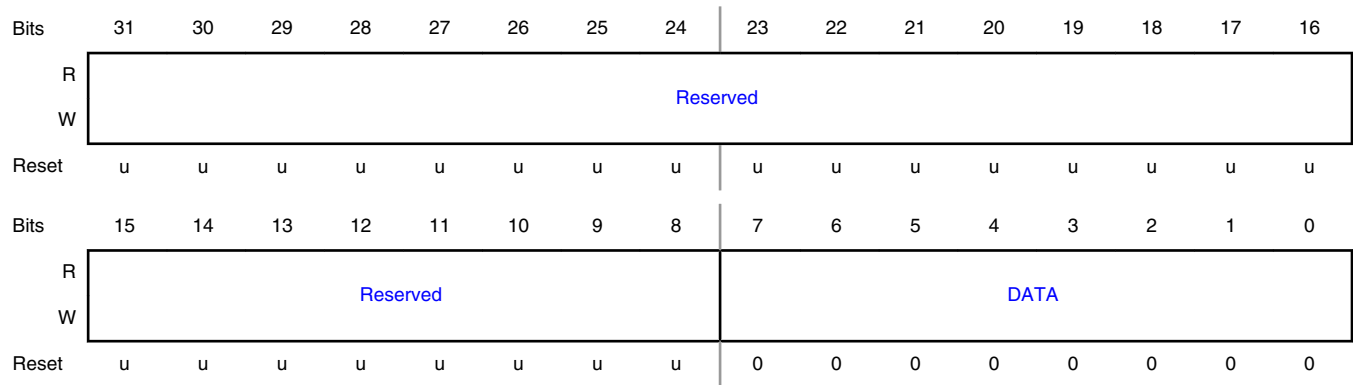 Bits 31 30 29 28 27 26 25 24 23 22 21 20 19 18 17 16
R
Reserved
W
Reset u u u u u u u u u u u u u u u u
Bits 15 14 13 12 11 10 9 8 7 6 5 4 3 2 1 0
R
Reserved DATA
W
Reset u u u u u u u u 0 0 0 0 0 0 0 0